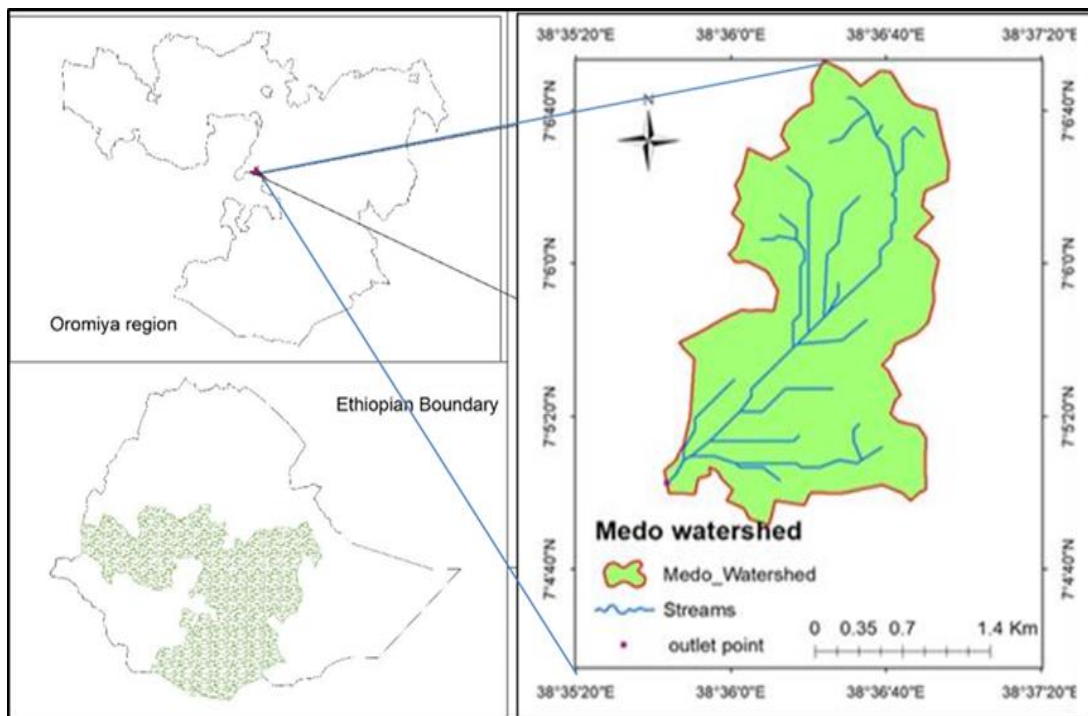 Oromiya region
Ethiopian Boundary
38°35'20"E 38°36'0"E 38°36'40"E 38°37'20"E
N
7°6'40"N 7°6'40"N
7°6'0"N 7°6'0"N
7°5'20"N 7°5'20"N
7°4'40"N 7°4'40"N
Medo watershed
Medo_Watershed
Streams
outlet point
0 0.35 0.7 1.4 Km
38°35'20"E 38°36'0"E 38°36'40"E 38°37'20"E